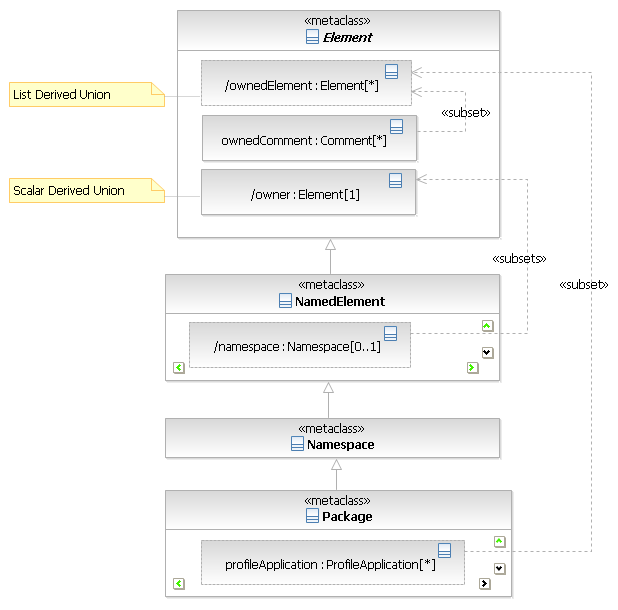 «metaclass»
Element
/ownedElement : Element[*]
List Derived Union
«subset»
ownedComment : Comment[*]
Scalar Derived Union
/owner : Element[1]
«subsets»
«subset»
«metaclass»
NamedElement
/namespace : Namespace[0..1]
«metaclass»
Namespace
«metaclass»
Package
profileApplication : ProfileApplication[*]